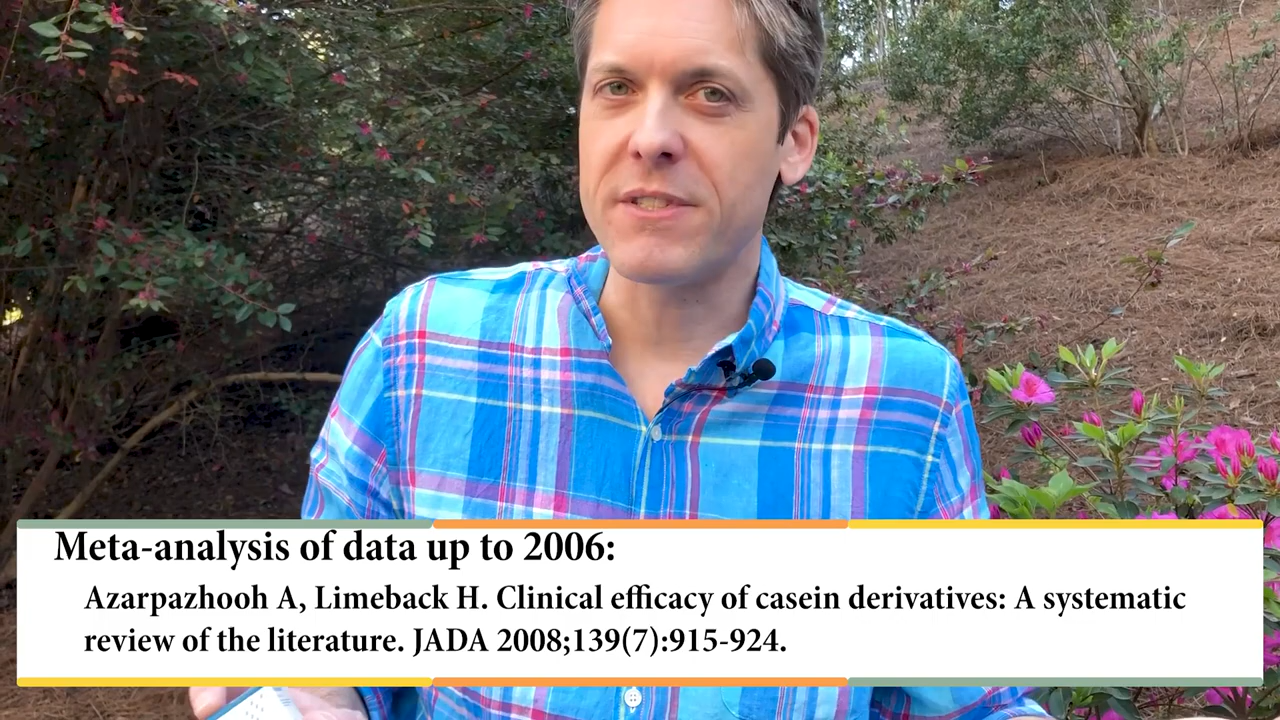 Meta-analysis of data up to 2006:
Azarpazhooh A, Limeback H. Clinical efficacy of casein derivatives: A systematic
review of the literature. JADA 2008;139(7):915-924.